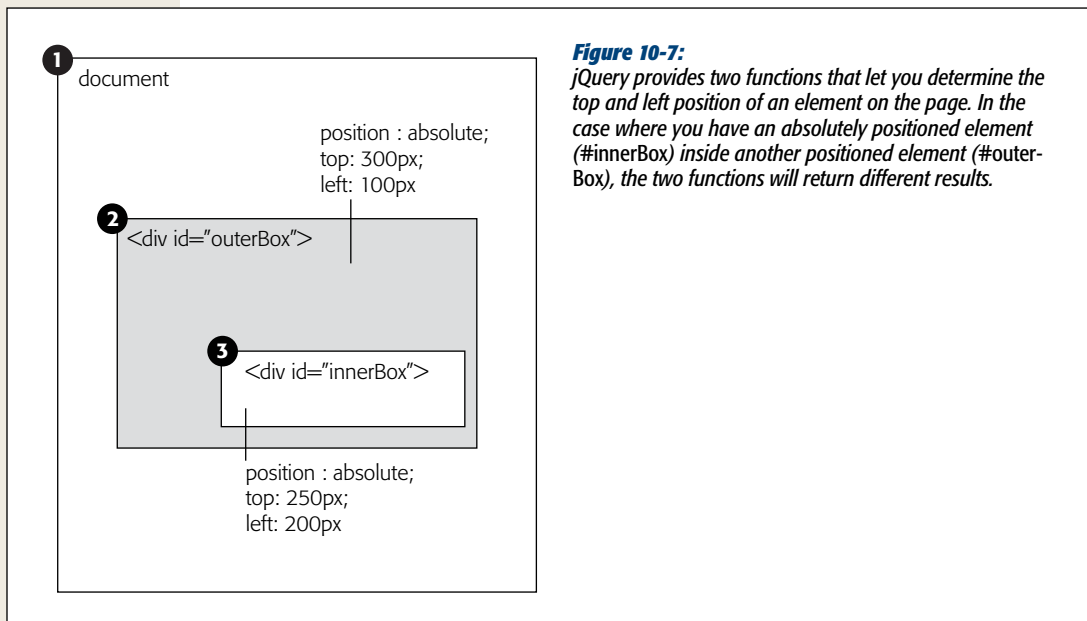 1
document
position : absolute;
top: 300px;
left: 100px
2
<div id="outerBox">
3
<div id="innerBox">
position : absolute;
top: 250px;
left: 200px
Figure 10-7:
jQuery provides two functions that let you determine the
top and left position of an element on the page. In the
case where you have an absolutely positioned element
(#innerBox) inside another positioned element (#outer-
Box), the two functions will return different results.